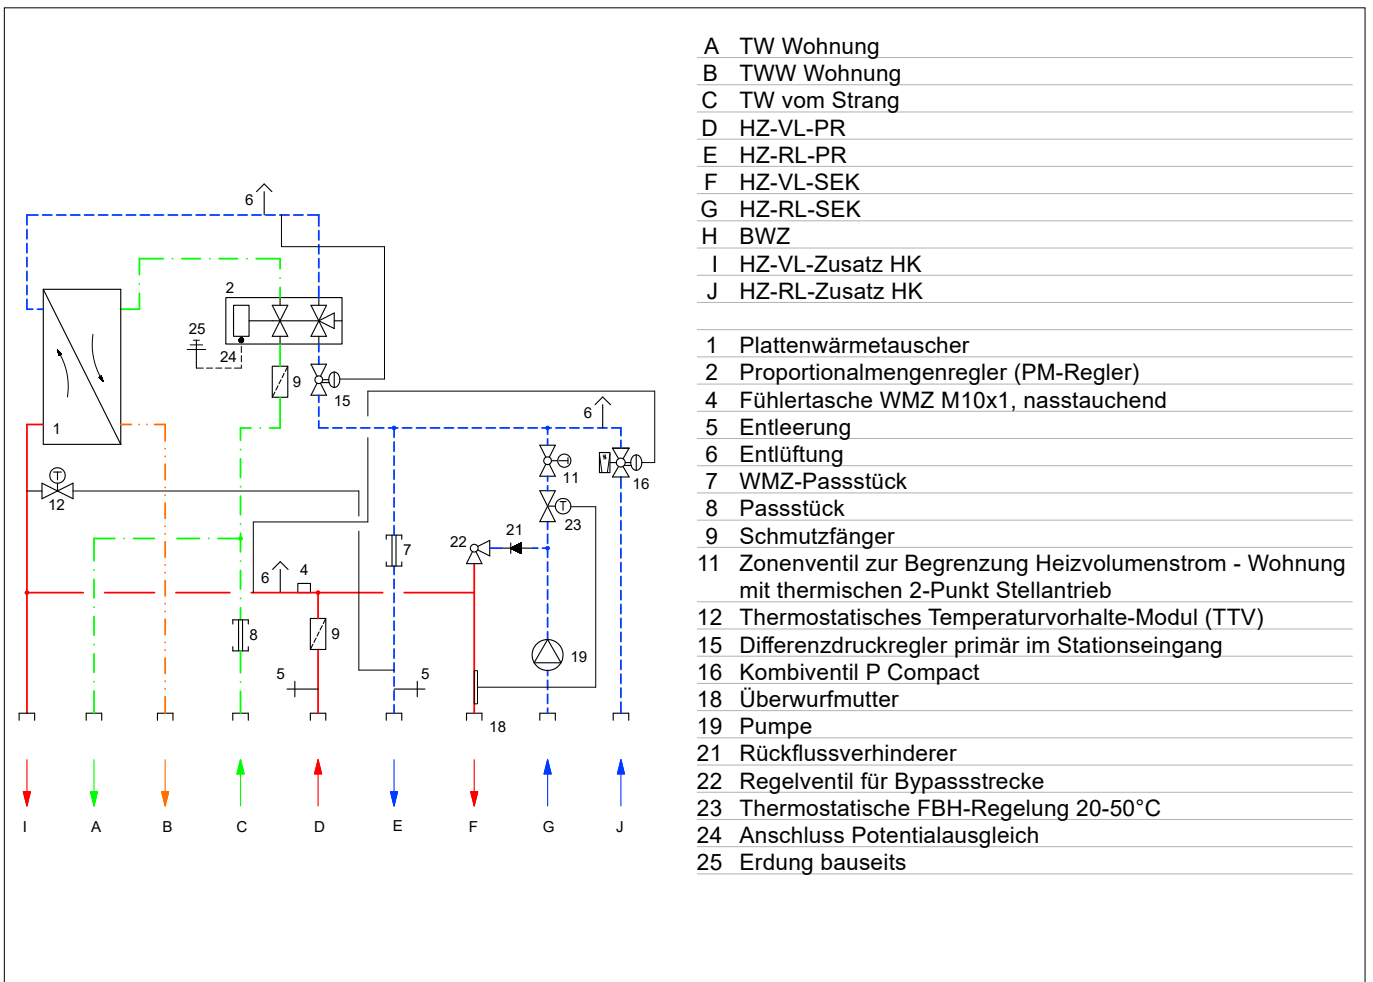 A TW Wohnung
B TWW Wohnung
C TW vom Strang
D HZ-VL-PR
E HZ-RL-PR
F HZ-VL-SEK
G HZ-RL-SEK
H BWZ
I HZ-VL-Zusatz HK
J HZ-RL-Zusatz HK
1 Plattenwärmetauscher
2 Proportionalmengenregler (PM-Regler)
4 Fühlertasche WMZ M10x1, nasstauchend
5 Entleerung
6 Entlüftung
7 WMZ-Passstück
8 Passstück
9 Schmutzfänger
11 Zonenventil zur Begrenzung Heizvolumenstrom - Wohnung
mit thermischen 2-Punkt Stellantrieb
12 Thermostatisches Temperaturvorhalte-Modul (TTV)
15 Differenzdruckregler primär im Stationseingang
16 Kombiventil P Compact
18 Überwurfmutter
19 Pumpe
21 Rückflussverhinderer
22 Regelventil für Bypassstrecke
23 Thermostatische FBH-Regelung 20-50°C
24 Anschluss Potentialausgleich
25 Erdung bauseits
6
2
25
24
9
15
6
1
T
12
11
16
T
23
21
22
7
6
4
8
9
19
5
5
18
I A B C D E F G J